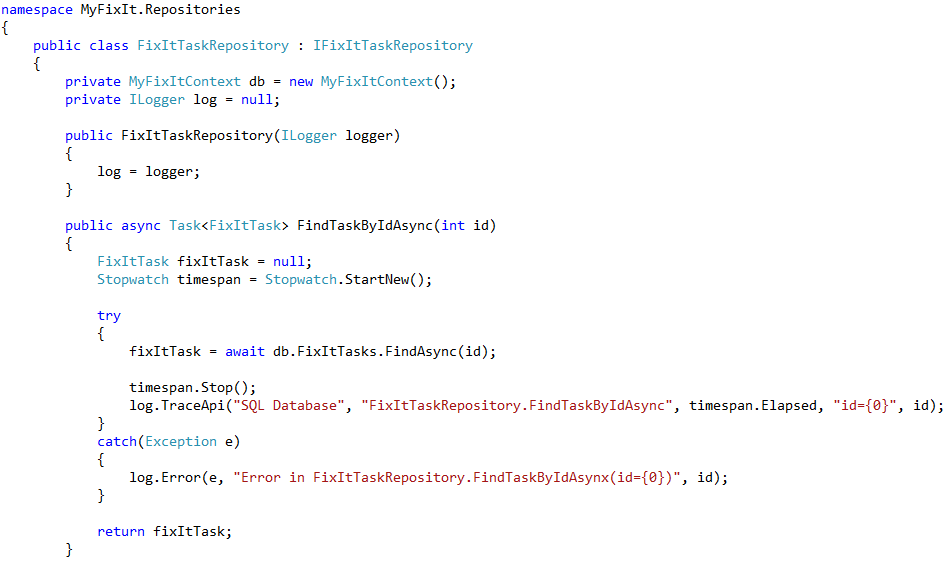 namespace MyFixIt.Repositories
{
    public class FixItTaskRepository : IFixItTaskRepository
    {
        private MyFixItContext db = new MyFixItContext();
        private ILogger log = null;

        public FixItTaskRepository(ILogger logger)
        {
            log = logger;
        }

        public async Task<FixItTask> FindTaskByIdAsync(int id)
        {
            FixItTask fixItTask = null;
            Stopwatch timespan = Stopwatch.StartNew();

            try
            {
                fixItTask = await db.FixItTasks.FindAsync(id);

                timespan.Stop();
                log.TraceApi("SQL Database", "FixItTaskRepository.FindTaskByIdAsync", timespan.Elapsed, "id={0}", id);
            }
            catch(Exception e)
            {
                log.Error(e, "Error in FixItTaskRepository.FindTaskByIdAsynx(id={0})", id);
            }

            return fixItTask;
        }